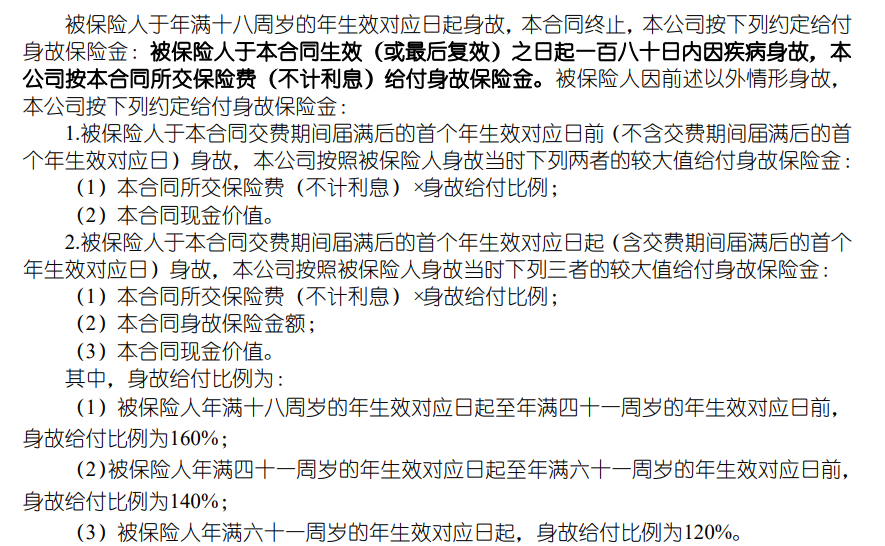 被保险人于年满十八周岁的年生效对应日起身故，本合同终止，本公司按下列约定给付
身故保险金：被保险人于本合同生效（或最后复效）之日起一百八十日内因疾病身故，本
公司按本合同所交保险费（不计利息）给付身故保险金。被保险人因前述以外情形身故，
本公司按下列约定给付身故保险金：
1.被保险人于本合同交费期间届满后的首个年生效对应日前（不含交费期间届满后的首
个年生效对应日）身故，本公司按照被保险人身故当时下列两者的较大值给付身故保险金：
（1）本合同所交保险费（不计利息）×身故给付比例；
（2）本合同现金价值。
2.被保险人于本合同交费期间届满后的首个年生效对应日起（含交费期间届满后的首个
年生效对应日）身故，本公司按照被保险人身故当时下列三者的较大值给付身故保险金：
（1）本合同所交保险费（不计利息）×身故给付比例；
（2）本合同身故保险金额；
（3）本合同现金价值。
其中，身故给付比例为：
（1）被保险人年满十八周岁的年生效对应日起至年满四十一周岁的年生效对应日前，
身故给付比例为160%；
(2)被保险人年满四十一周岁的年生效对应日起至年满六十一周岁的年生效对应日前，
身故给付比例为140%；
（3）被保险人年满六十一周岁的年生效对应日起，身故给付比例为120%。